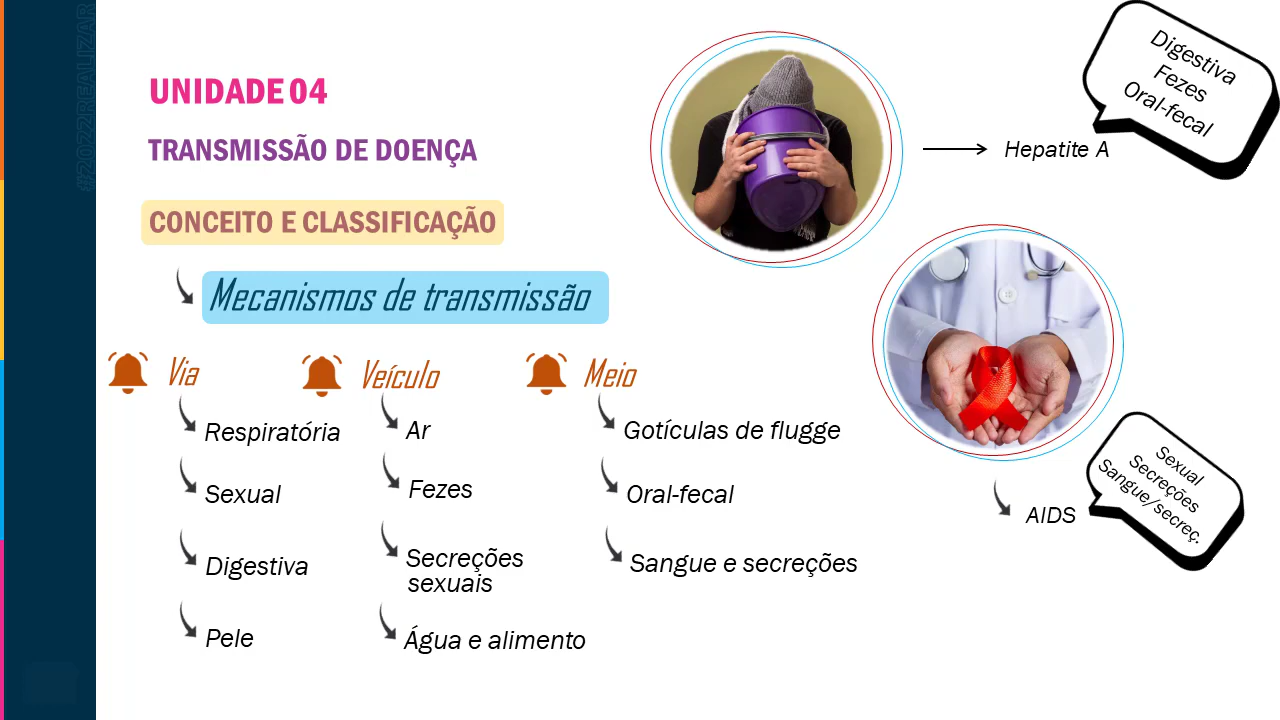 #2022REALIZAR
UNIDADE 04
TRANSMISSÃO DE DOENÇA
CONCEITO E CLASSIFICAÇÃO
Mecanismos de transmissão
Via
Respiratória
Sexual
Digestiva
Pele
Veículo
Ar
Fezes
Secreções
sexuais
Água e alimento
Meio
Gotículas de flugge
Oral-fecal
Sangue e secreções
Hepatite A
Digestiva
Fezes
Oral-fecal
AIDS
Sexual
Secreções
Sangue/secreç.